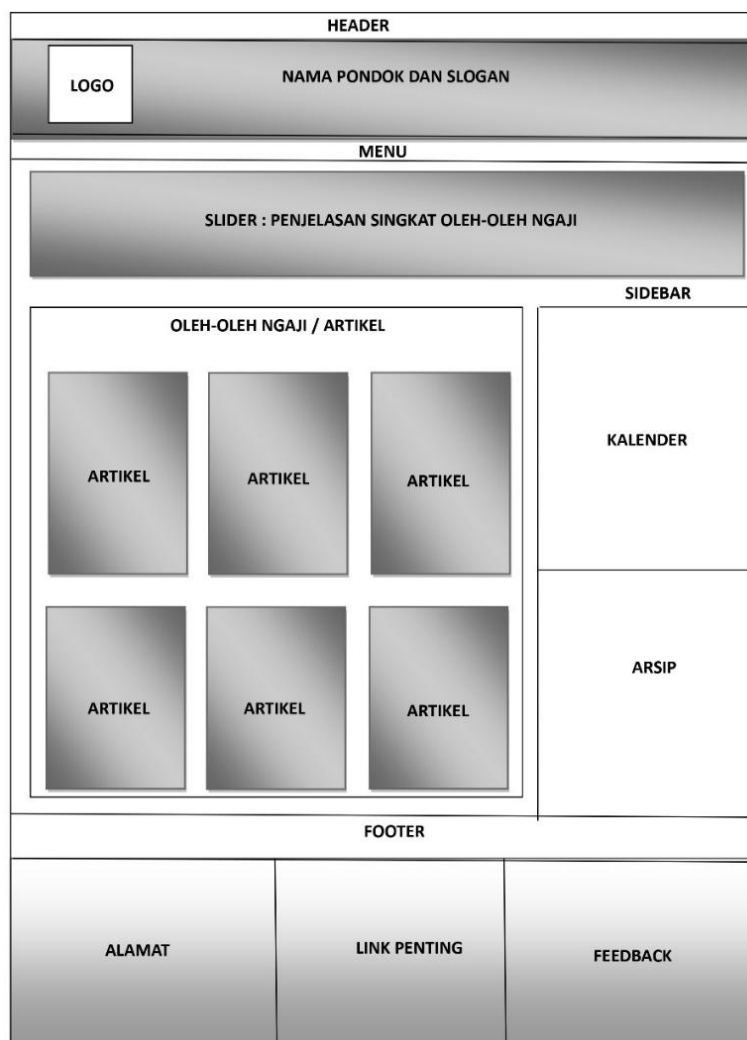 HEADER
LOGO
NAMA PONDOK DAN SLOGAN
MENU
SLIDER : PENJELASAN SINGKAT OLEH-OLEH NGAJI
SIDEBAR
OLEH-OLEH NGAJI / ARTIKEL
ARTIKEL
ARTIKEL
ARTIKEL
ARTIKEL
ARTIKEL
ARTIKEL
KALENDER
ARSIP
FOOTER
ALAMAT
LINK PENTING
FEEDBACK